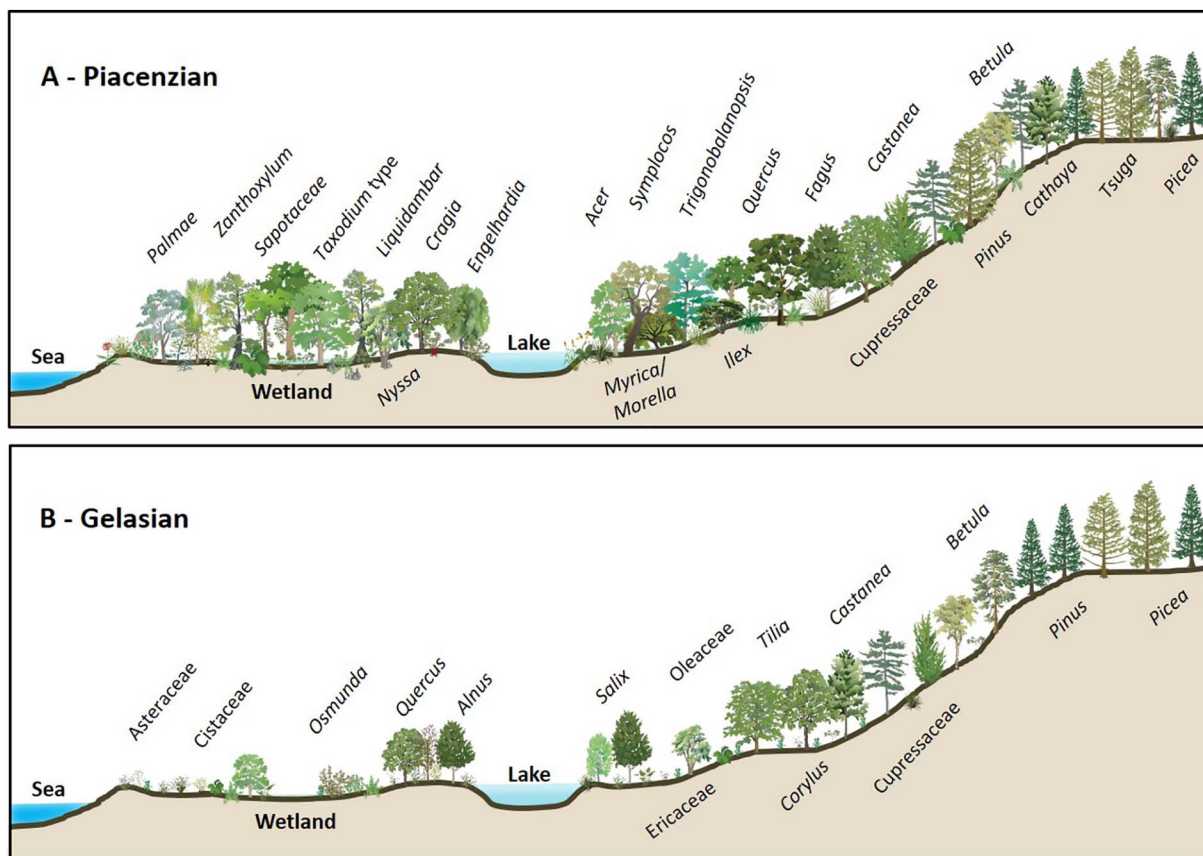 A - Piacenzian
Palmae
Zanthoxylum
Sapotaceae
Taxodium type
Liquidambar
Cragia
Engelhardia
Acer
Symplocos
Trigonobalanopsis
Quercus
Fagus
Castanea
Betula
Sea
Wetland
Nyssa
Lake
Myrica/
Morella
Ilex
Cupressaceae
Pinus
Cathaya
Tsuga
Picea
B - Gelasian
Asteraceae
Cistaceae
Osmunda
Quercus
Alnus
Salix
Oleaceae
Tilia
Castanea
Betula
Sea
Wetland
Lake
Ericaceae
Corylus
Cupressaceae
Pinus
Picea